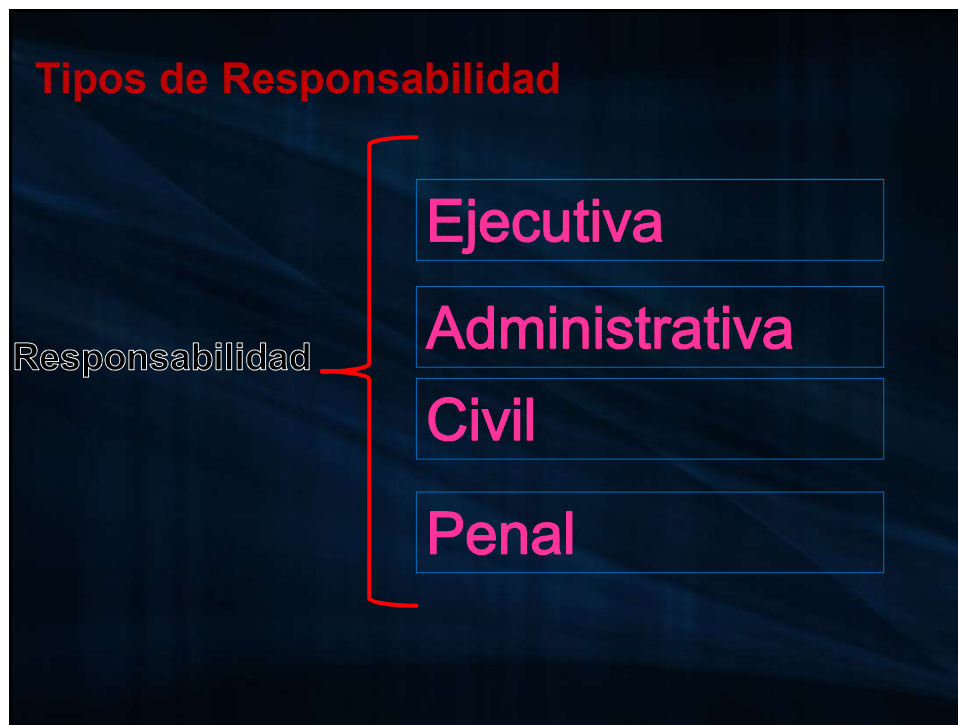 Tipos de Responsabilidad
Responsabilidad
Ejecutiva
Administrativa
Civil
Penal